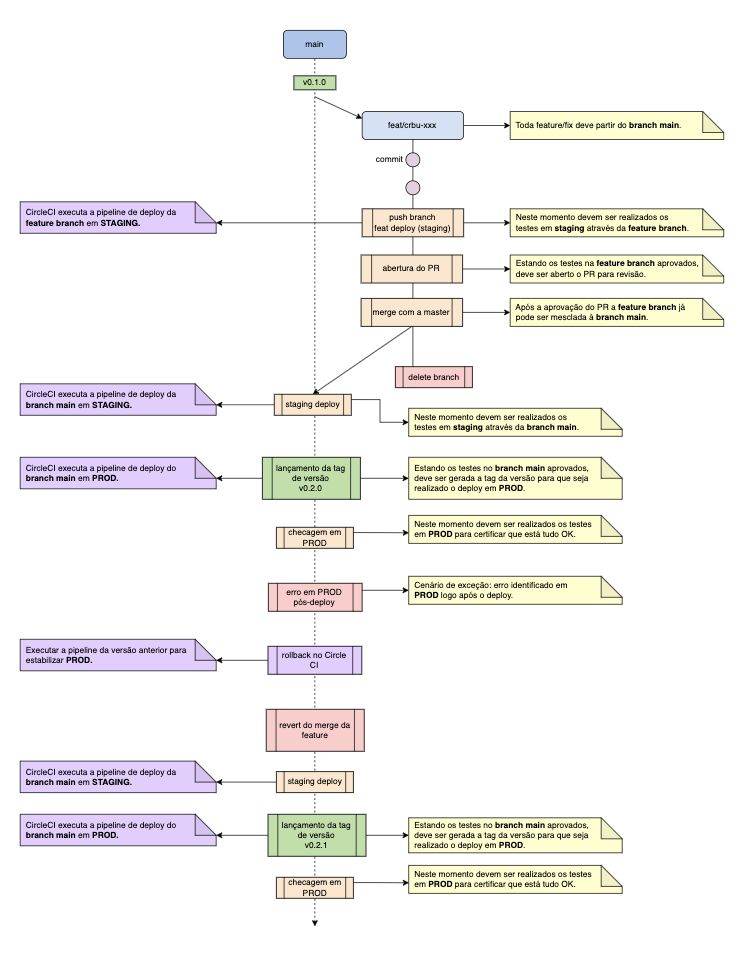 main
v0.1.0
feat/crbu-xxx
Toda feature/fix deve partir do branch main.
commit
CircleCI executa a pipeline de deploy da
feature branch em STAGING.
push branch
feat deploy (staging)
Neste momento devem ser realizados os
testes em staging através da feature branch.
abertura do PR
Estando os testes na feature branch aprovados,
deve ser aberto o PR para revisão.
merge com a master
Após a aprovação do PR a feature branch já
pode ser mesclada à branch main.
delete branch
CircleCI executa a pipeline de deploy da
branch main em STAGING.
staging deploy
Neste momento devem ser realizados os
testes em staging através da branch main.
CircleCI executa a pipeline de deploy do
branch main em PROD.
lançamento da tag
de versão
v0.2.0
Estando os testes no branch main aprovados,
deve ser gerada a tag da versão para que seja
realizado o deploy em PROD.
checagem em
PROD
Neste momento devem ser realizados os testes
em PROD para certificar que está tudo OK.
erro em PROD
pós-deploy
Cenário de exceção: erro identificado em
PROD logo após o deploy.
Executar a pipeline da versão anterior para
estabilizar PROD.
rollback no Circle
CI
revert do merge da
feature
CircleCI executa a pipeline de deploy da
branch main em STAGING.
staging deploy
CircleCI executa a pipeline de deploy do
branch main em PROD.
lançamento da tag
de versão
v0.2.1
Estando os testes no branch main aprovados,
deve ser gerada a tag da versão para que seja
realizado o deploy em PROD.
checagem em
PROD
Neste momento devem ser realizados os testes
em PROD para certificar que está tudo OK.